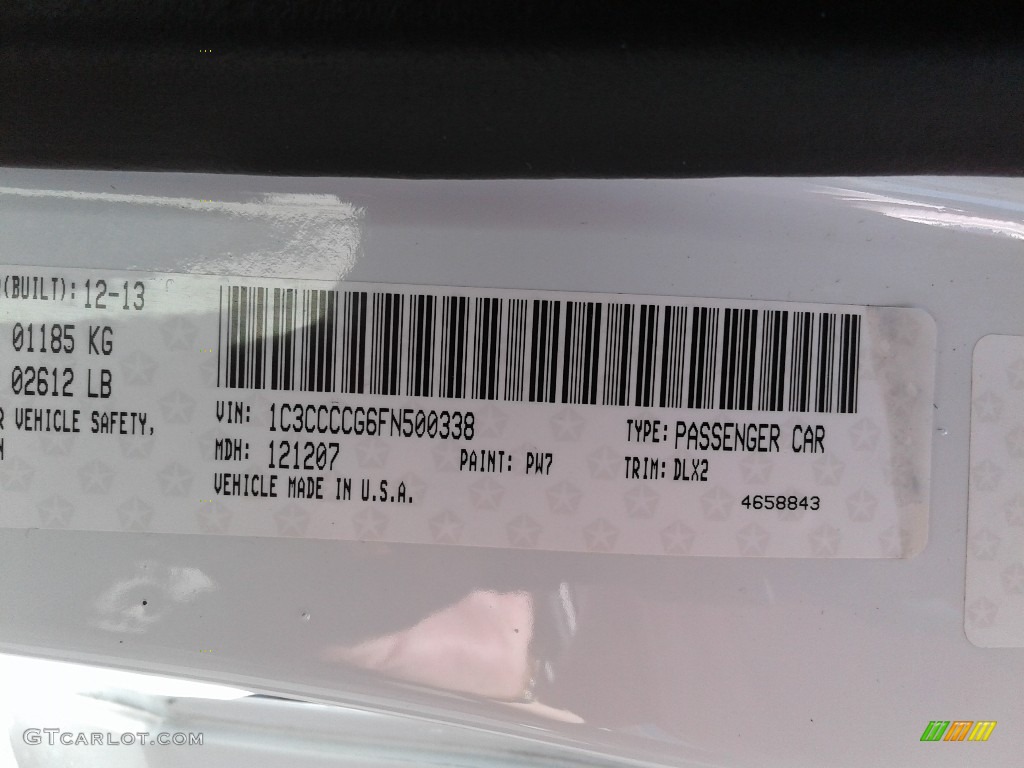 (BUILT): 12-13
01185 KG
02612 LB
VEHICLE SAFETY,
VIN: 1C3CCCCG6FN500338
TYPE: PASSENGER CAR
MDH: 121207
PAINT: PW7
TRIM: DLX2
VEHICLE MADE IN U.S.A.
4658843
GTCARLOT.COM